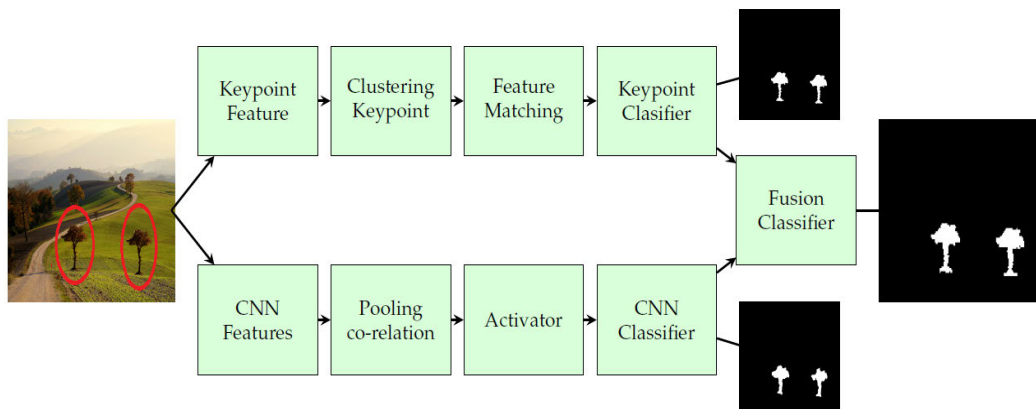 Keypoint
Feature
Clustering
Keypoint
Feature
Matching
Keypoint
Clasifier
Fusion
Classifier
CNN
Features
Pooling
co-relation
Activator
CNN
Classifier